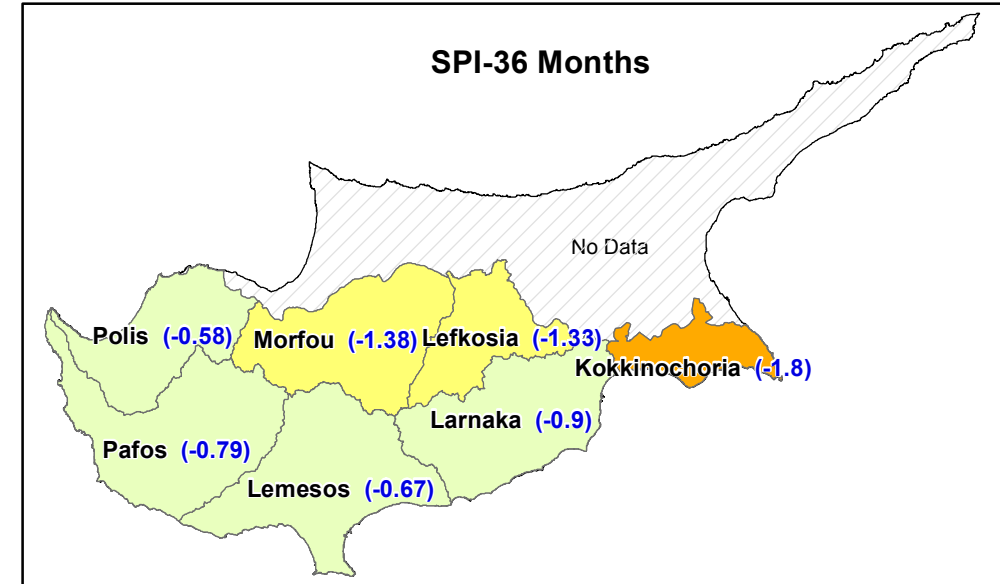 SPI-36 Months
No Data
Polis (-0.58)
Morfou (-1.38)
Lefkosia (-1.33)
Kokkinochoria (-1.8)
Larnaka (-0.9)
Pafos (-0.79)
Lemesos (-0.67)